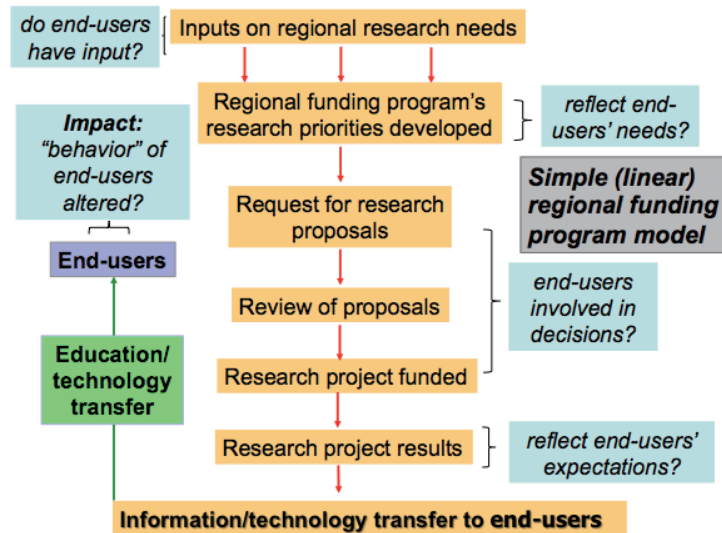 do end-users
have input?
Inputs on regional research needs
Regional funding program’s
research priorities developed
reflect end-
users’ needs?
Impact:
“behavior” of
end-users
altered?
Simple (linear)
regional funding
program model
Request for research
proposals
End-users
end-users
involved in
decisions?
Review of proposals
Education/
technology
transfer
Research project funded
Research project results
reflect end-users’
expectations?
Information/technology transfer to end-users